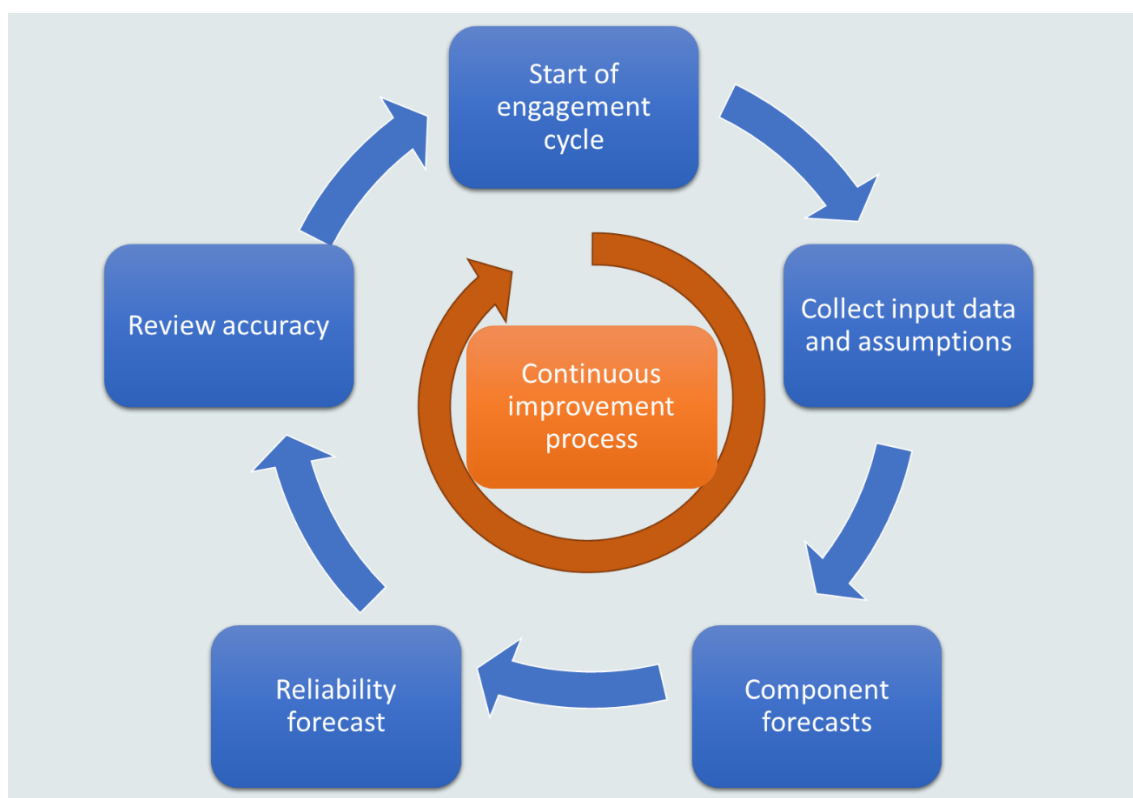 Start of
engagement
cycle
Collect input data
and assumptions
Component
forecasts
Reliability
forecast
Review accuracy
Continuous
improvement
process